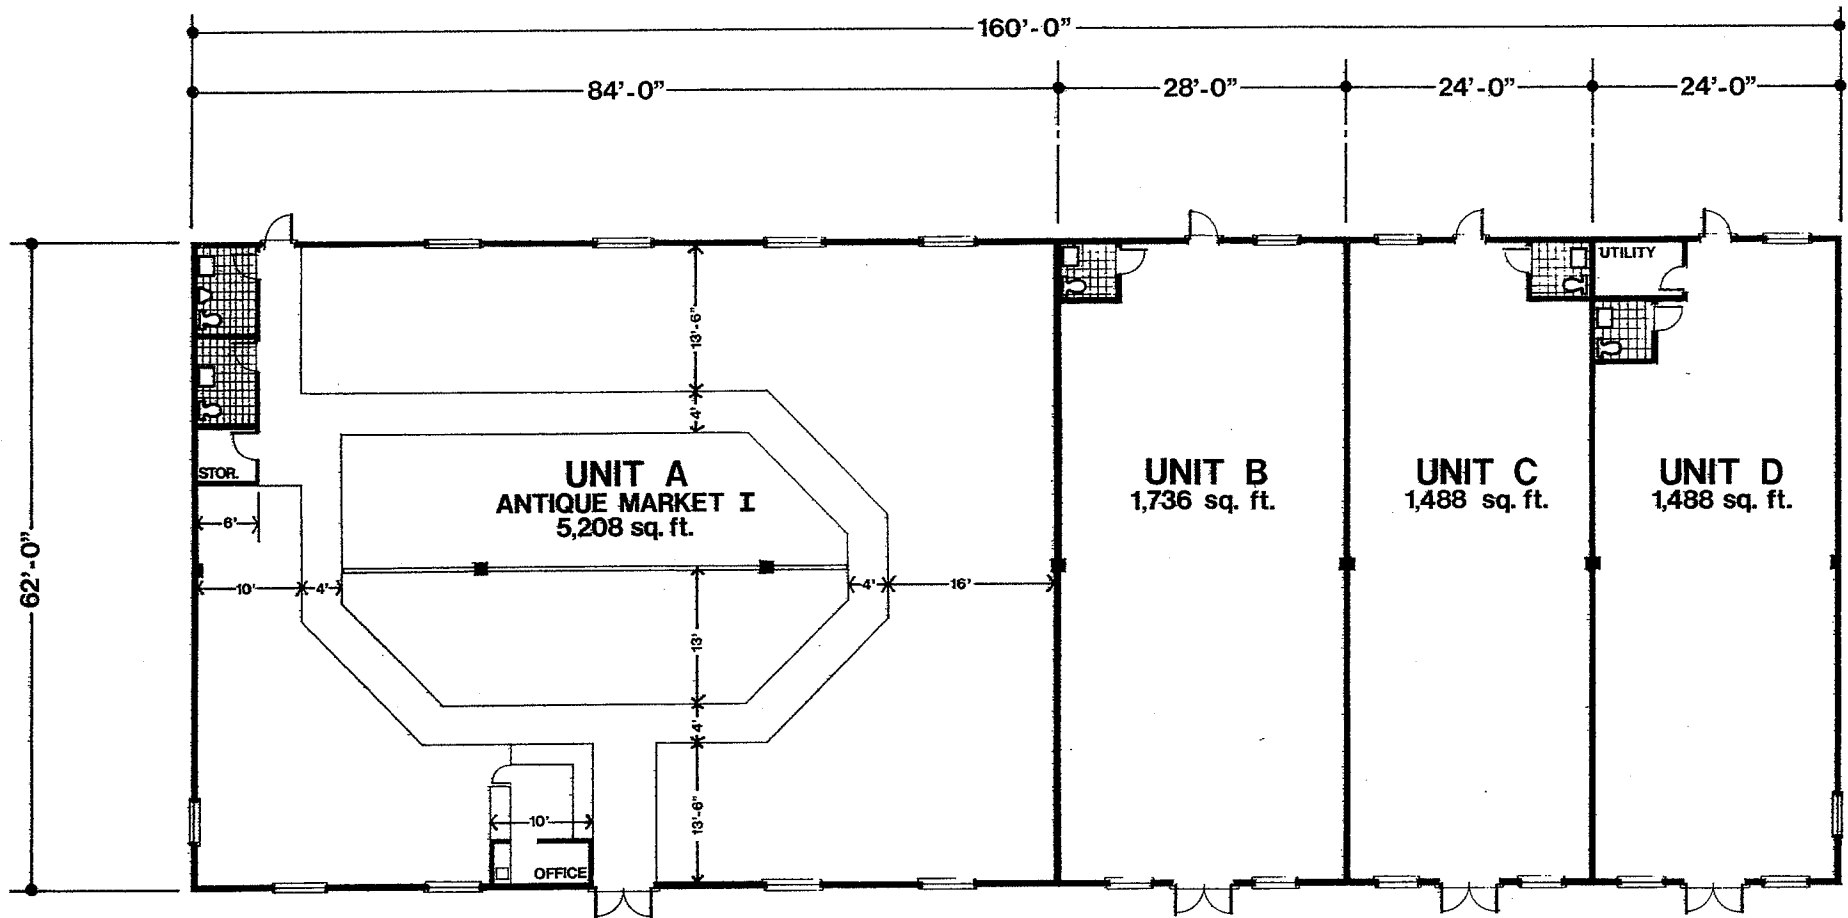 160'-0"
84'-0"
28'-0"
24'-0"
24'-0"
UTILITY
13'-6"
4'
STOR.
UNIT A
ANTIQUE MARKET I
5,208 sq. ft.
UNIT B
1,736 sq. ft.
UNIT C
1,488 sq. ft.
UNIT D
1,488 sq. ft.
6'
62'-0"
10'
4'
4'
16'
13'
4'
13'-6"
10'
OFFICE